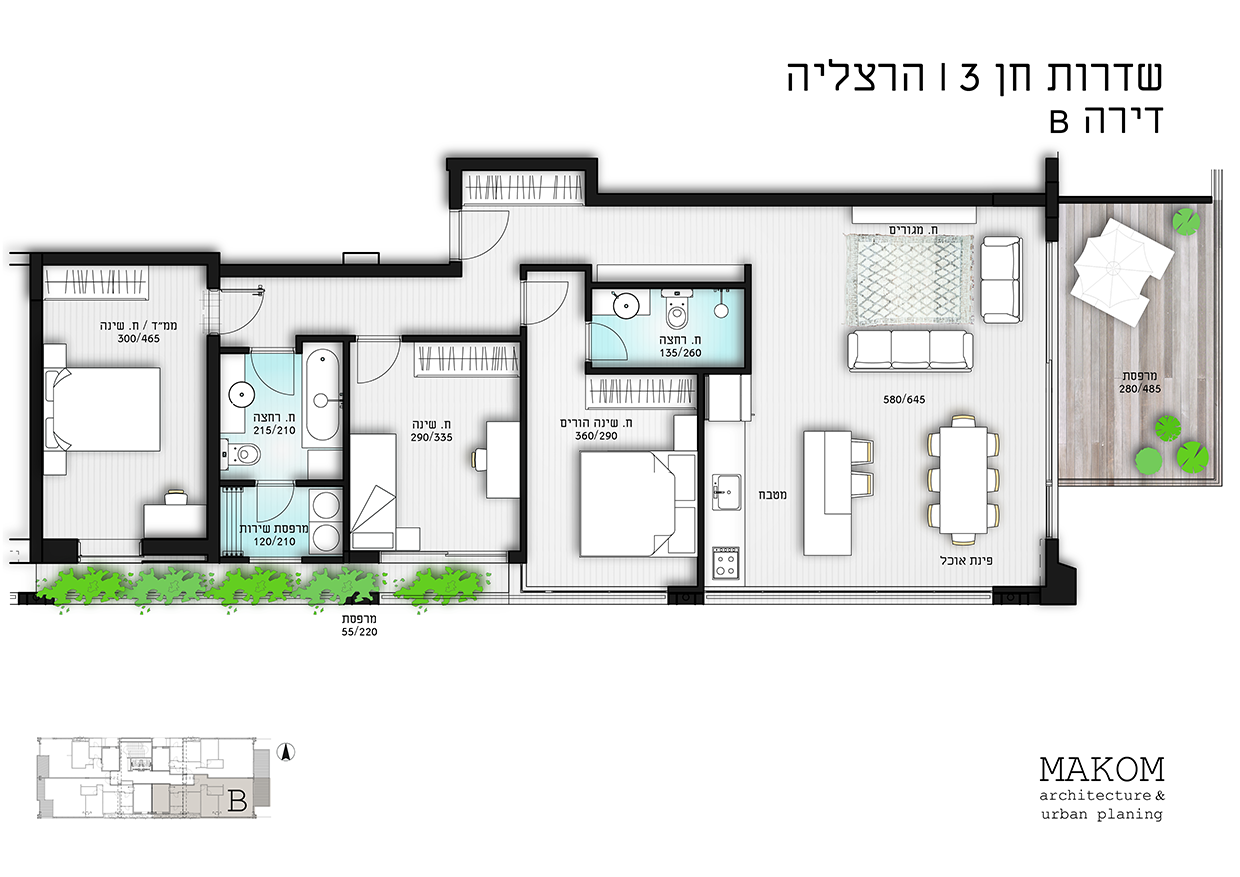 שדרות חן 3 | הרצליה
דירה B
ח. מגורים
ממ"ד / ח. שינה
300/465
ח. רחצה
135/260
מרפסת
280/485
580/645
ח. רחצה
215/210
ח. שינה
290/335
ח. שינה הורים
360/290
מטבח
מרפסת שירות
120/210
פינת אוכל
מרפסת
55/220
B
MAKOM
architecture &
urban planing